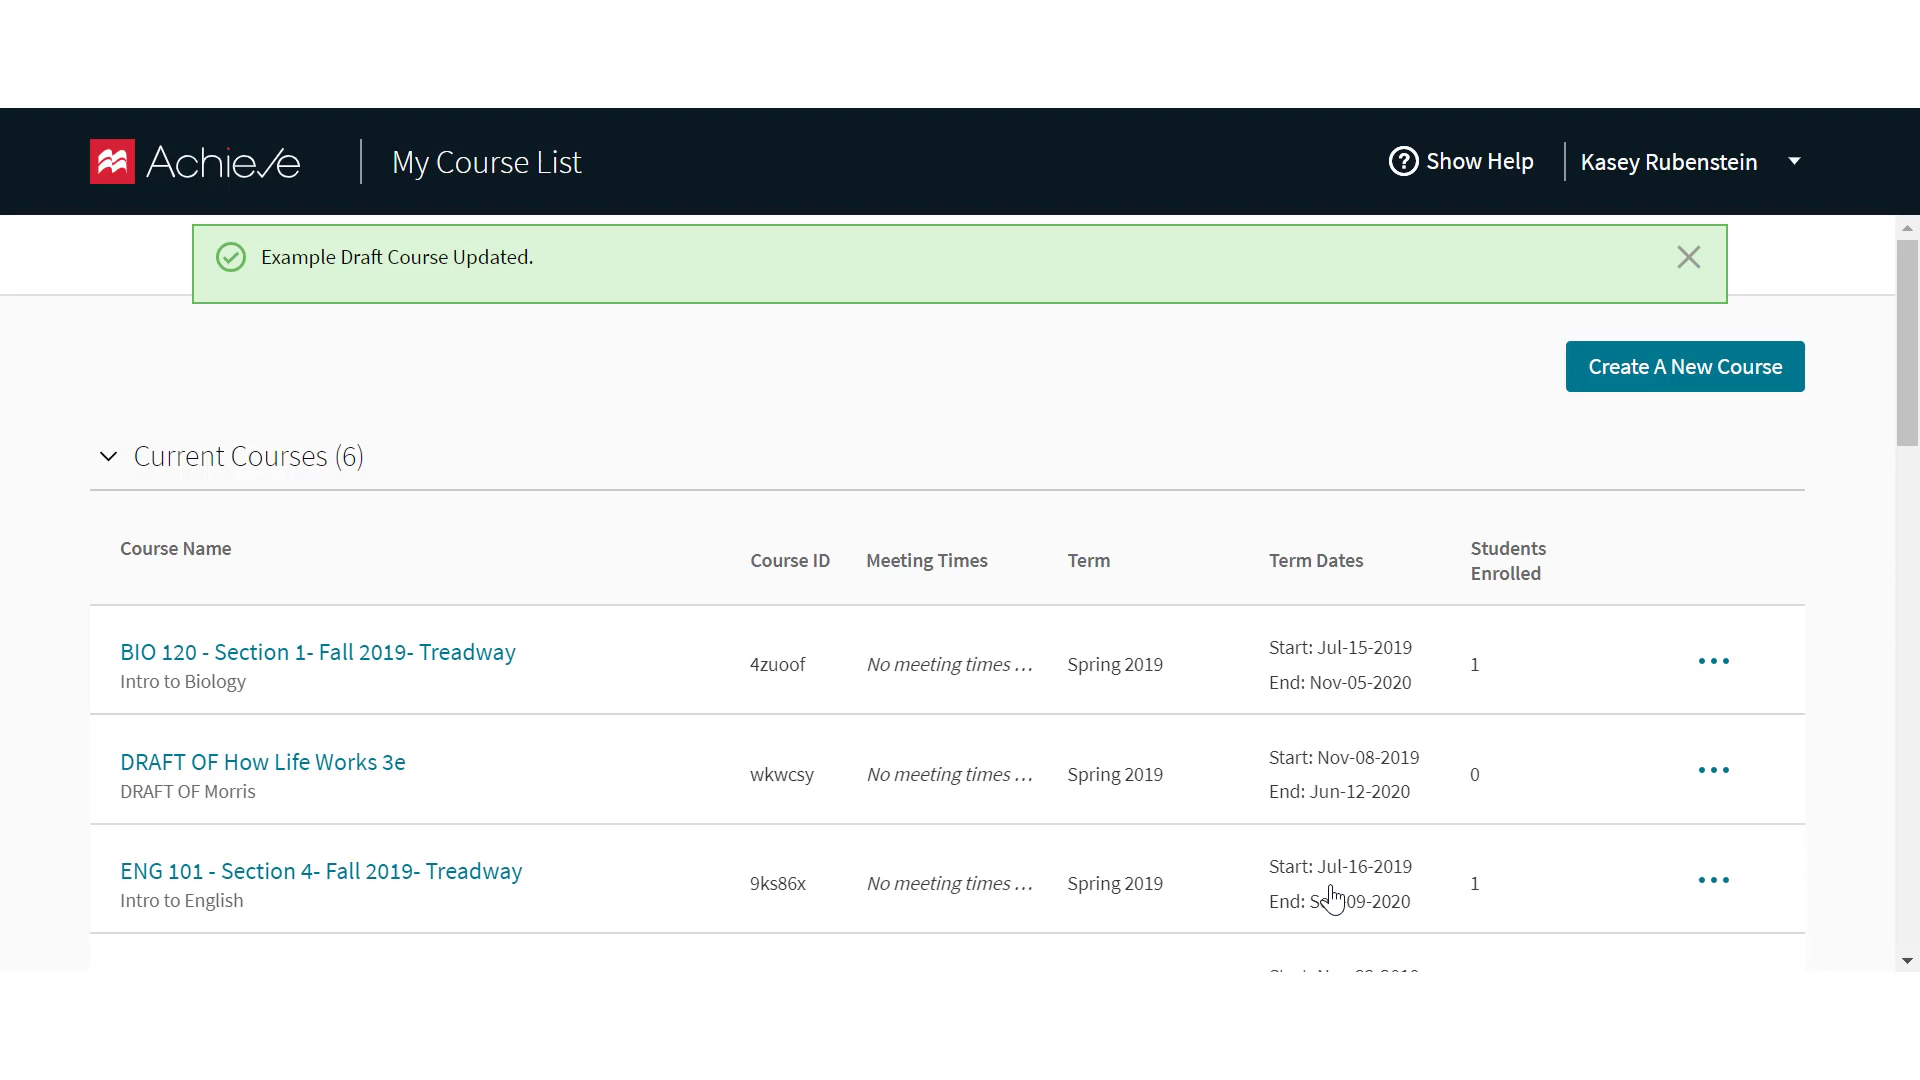 Achieve
My Course List
Show Help
Kasey Rubenstein
Example Draft Course Updated.
Create A New Course
Current Courses (6)
Course Name
Course ID
Meeting Times
Term
Term Dates
Students
Enrolled
BIO 120 - Section 1- Fall 2019- Treadway
Intro to Biology
4zuoof
No meeting times ...
Spring 2019
Start: Jul-15-2019
End: Nov-05-2020
1
DRAFT OF How Life Works 3e
DRAFT OF Morris
wkwcsy
No meeting times ...
Spring 2019
Start: Nov-08-2019
End: Jun-12-2020
0
ENG 101 - Section 4- Fall 2019- Treadway
Intro to English
9ks86x
No meeting times ...
Spring 2019
Start: Jul-16-2019
End: 09-2020
1